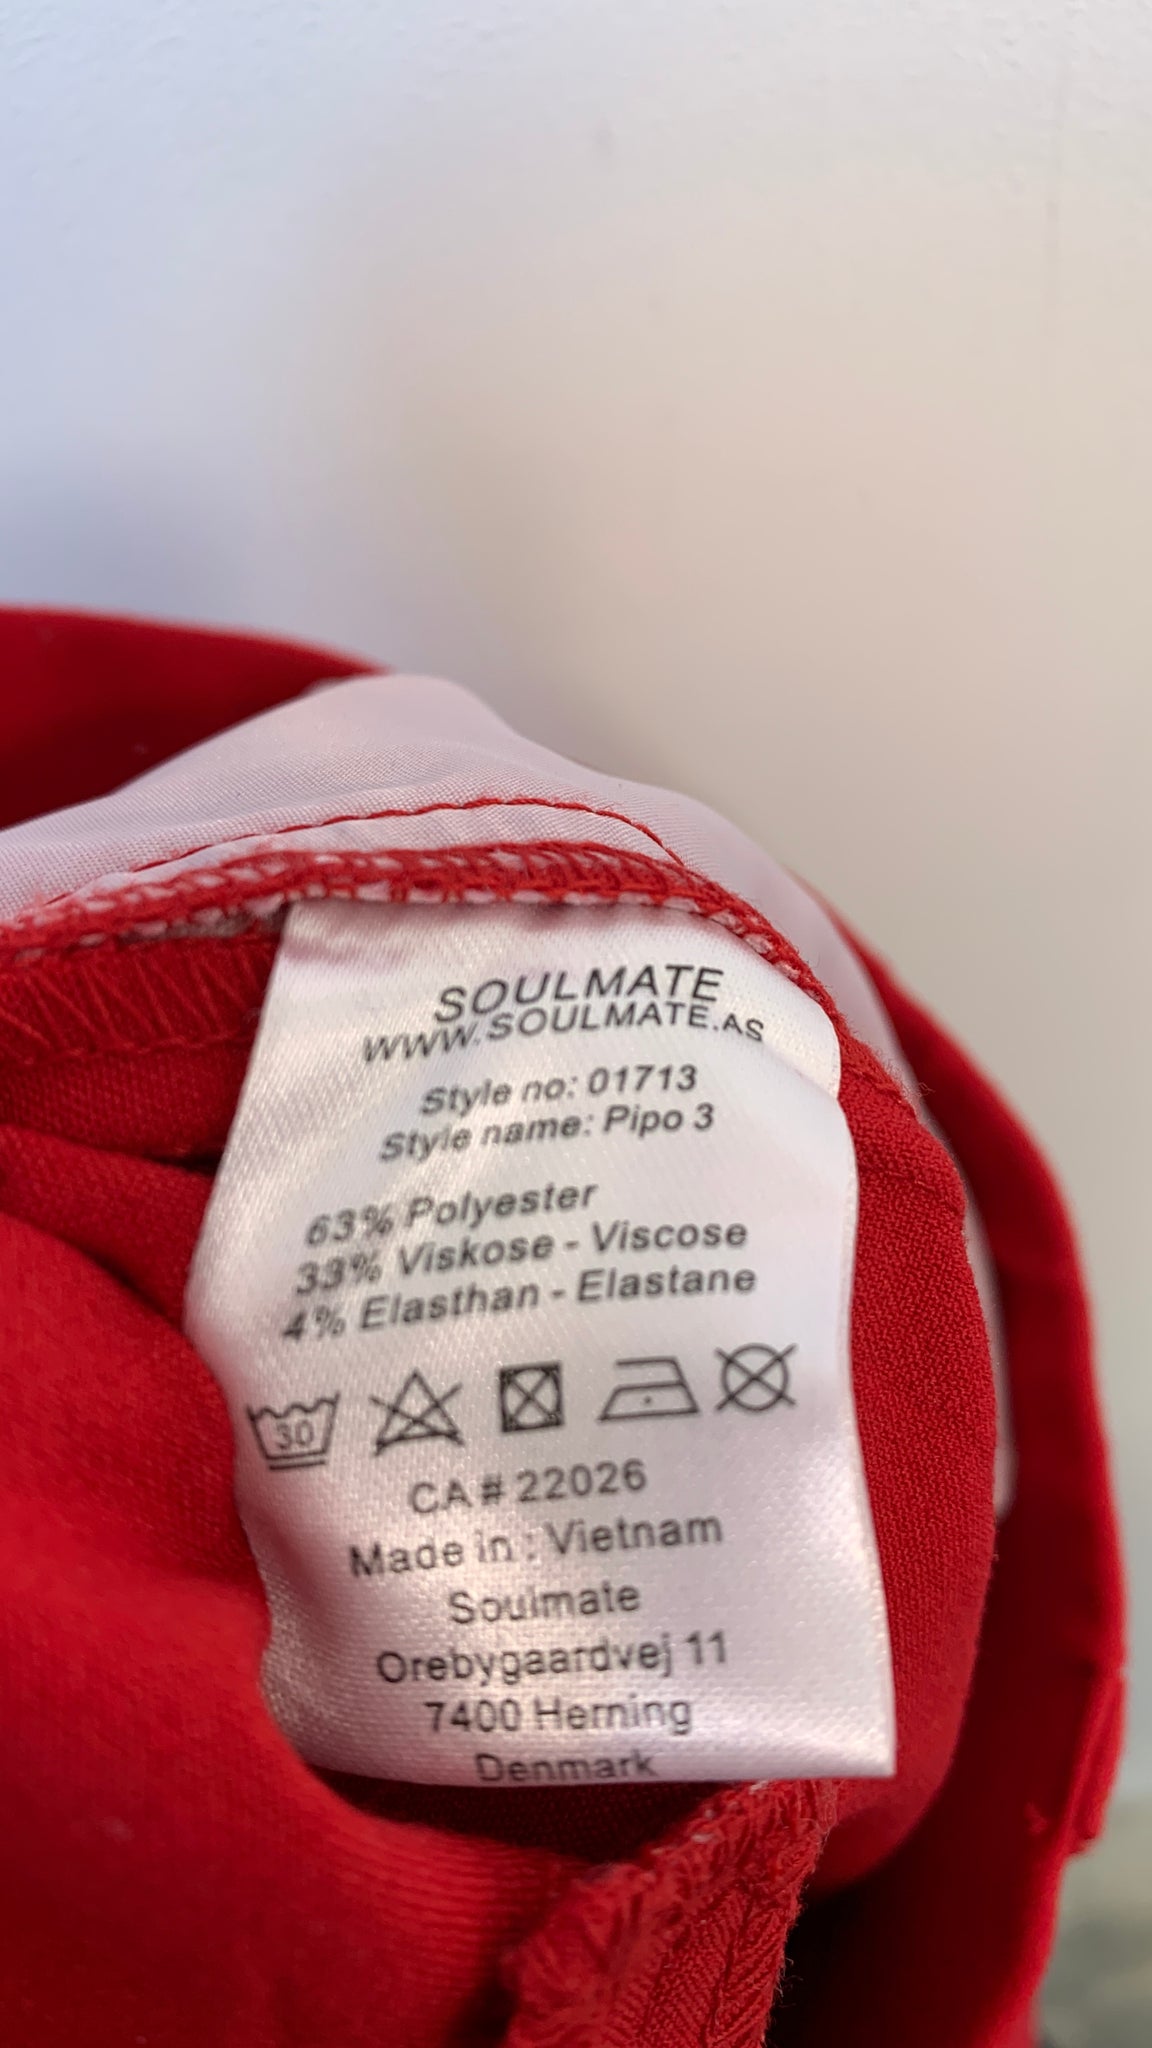 SOULMATE
WWW.SOULMATE.AS
Style no: 01713
Style name: Pipo 3
63% Polyester
33% Viskose - Viscose
4% Elasthan - Elastane
30
CA # 22026
Made in : Vietnam
Soulmate
Orebygaardvej 11
7400 Herning
Denmark